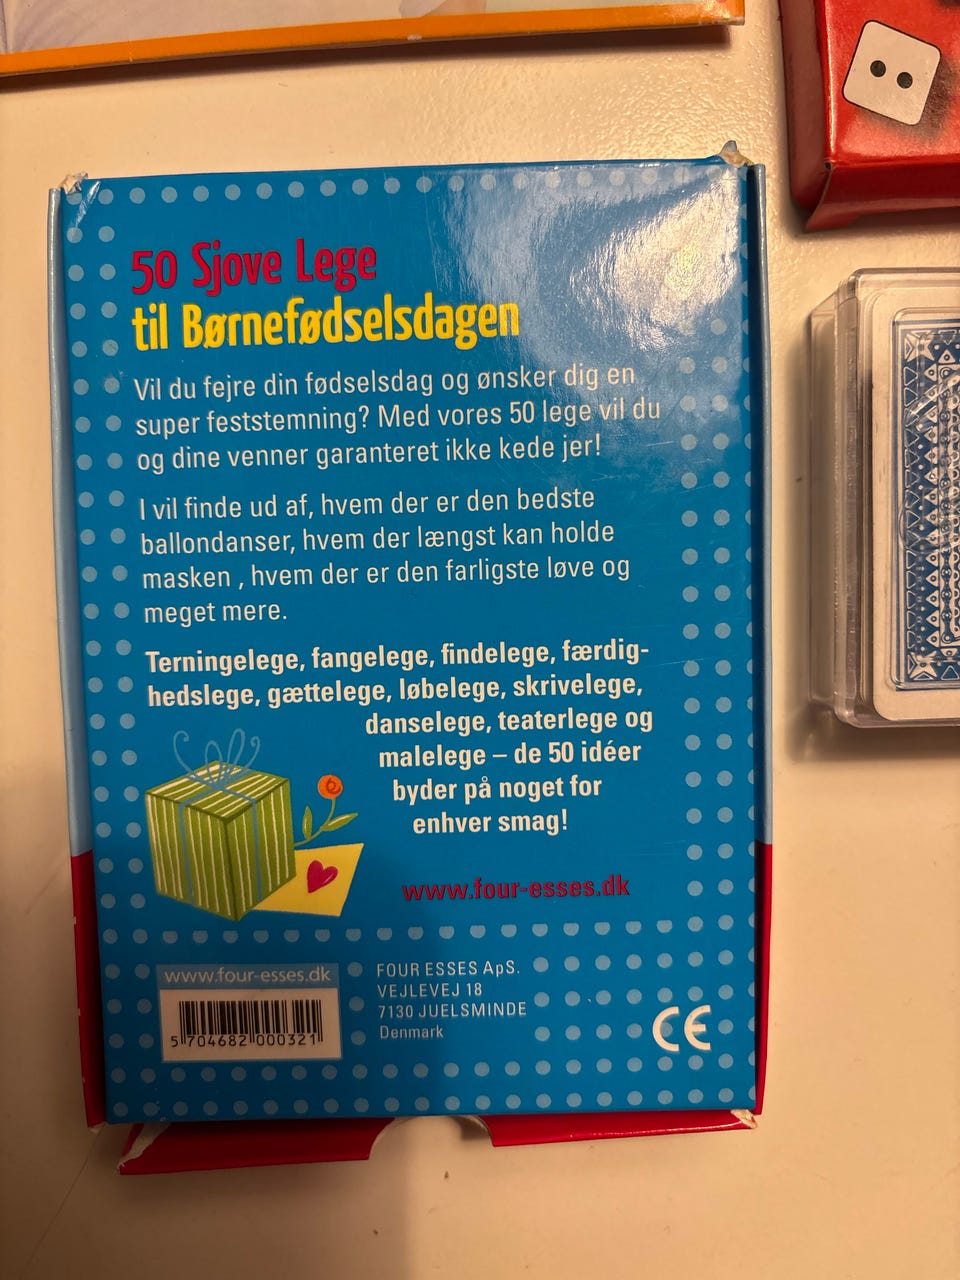 50 Sjove Lege
til Børnefødselsdagen
Vil du fejre din fødselsdag og ønsker dig en
super feststemning? Med vores 50 lege vil du
og dine venner garanteret ikke kede jer!
I vil finde ud af, hvem der er den bedste
ballondanser, hvem der længst kan holde
masken , hvem der er den farligste løve og
meget mere.
Terningelege, fangelege, findelege, færdig-
hedslege, gættelege, løbelege, skrivelege,
danselege, teaterlege og
malelege – de 50 idéer
byder på noget for
enhver smag!
www.four-esses.dk
www.four-esses.dk
5 704682 000321
FOUR ESSES ApS.
VEJLEVEJ 18
7130 JUELSMINDE
Denmark
CE